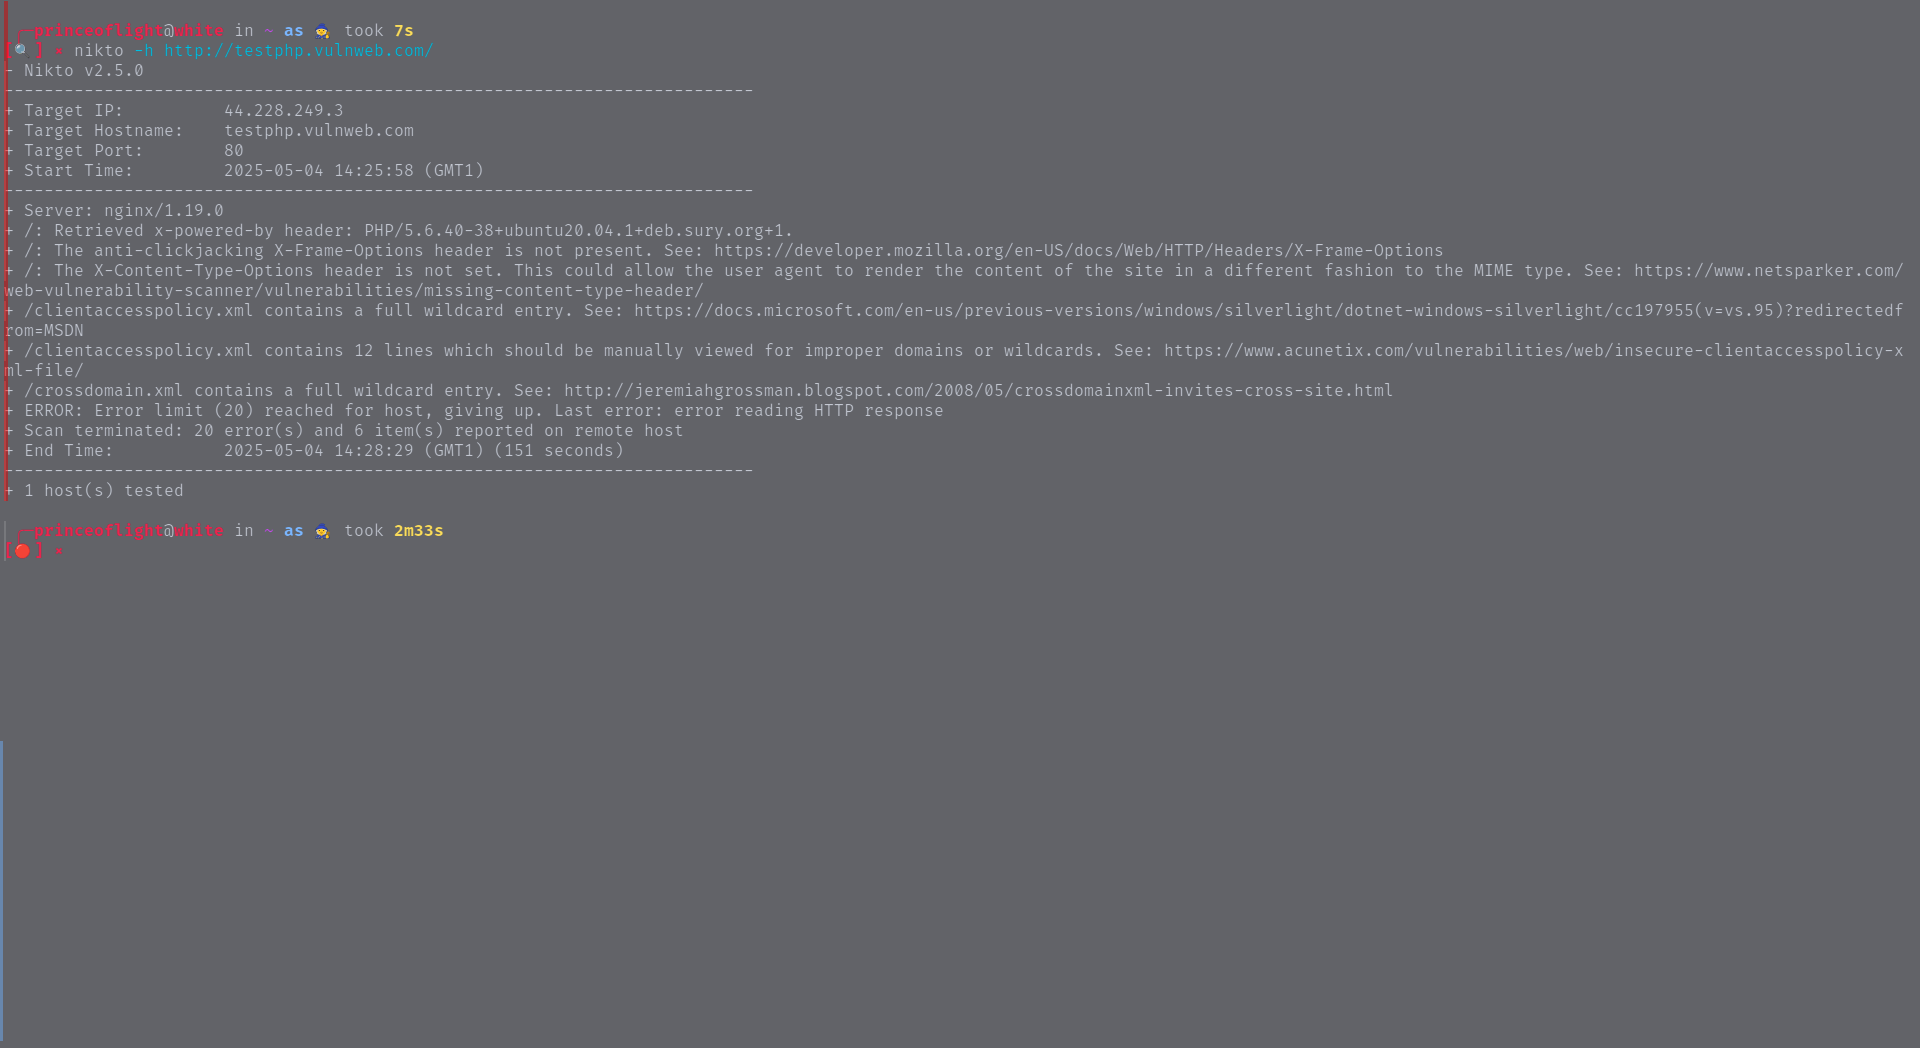 ┌─princeoflight@white in ~ as 🧙 took 7s
[🔍] × nikto -h http://testphp.vulnweb.com/
- Nikto v2.5.0
---------------------------------------------------------------------------
+ Target IP:          44.228.249.3
+ Target Hostname:    testphp.vulnweb.com
+ Target Port:        80
+ Start Time:         2025-05-04 14:25:58 (GMT1)
---------------------------------------------------------------------------
+ Server: nginx/1.19.0
+ /: Retrieved x-powered-by header: PHP/5.6.40-38+ubuntu20.04.1+deb.sury.org+1.
+ /: The anti-clickjacking X-Frame-Options header is not present. See: https://developer.mozilla.org/en-US/docs/Web/HTTP/Headers/X-Frame-Options
+ /: The X-Content-Type-Options header is not set. This could allow the user agent to render the content of the site in a different fashion to the MIME type. See: https://www.netsparker.com/
web-vulnerability-scanner/vulnerabilities/missing-content-type-header/
+ /clientaccesspolicy.xml contains a full wildcard entry. See: https://docs.microsoft.com/en-us/previous-versions/windows/silverlight/dotnet-windows-silverlight/cc197955(v=vs.95)?redirectedf
rom=MSDN
+ /clientaccesspolicy.xml contains 12 lines which should be manually viewed for improper domains or wildcards. See: https://www.acunetix.com/vulnerabilities/web/insecure-clientaccesspolicy-x
ml-file/
+ /crossdomain.xml contains a full wildcard entry. See: http://jeremiahgrossman.blogspot.com/2008/05/crossdomainxml-invites-cross-site.html
+ ERROR: Error limit (20) reached for host, giving up. Last error: error reading HTTP response
+ Scan terminated: 20 error(s) and 6 item(s) reported on remote host
+ End Time:           2025-05-04 14:28:29 (GMT1) (151 seconds)
---------------------------------------------------------------------------
+ 1 host(s) tested
┌─princeoflight@white in ~ as 🧙 took 2m33s
[🔴] ×